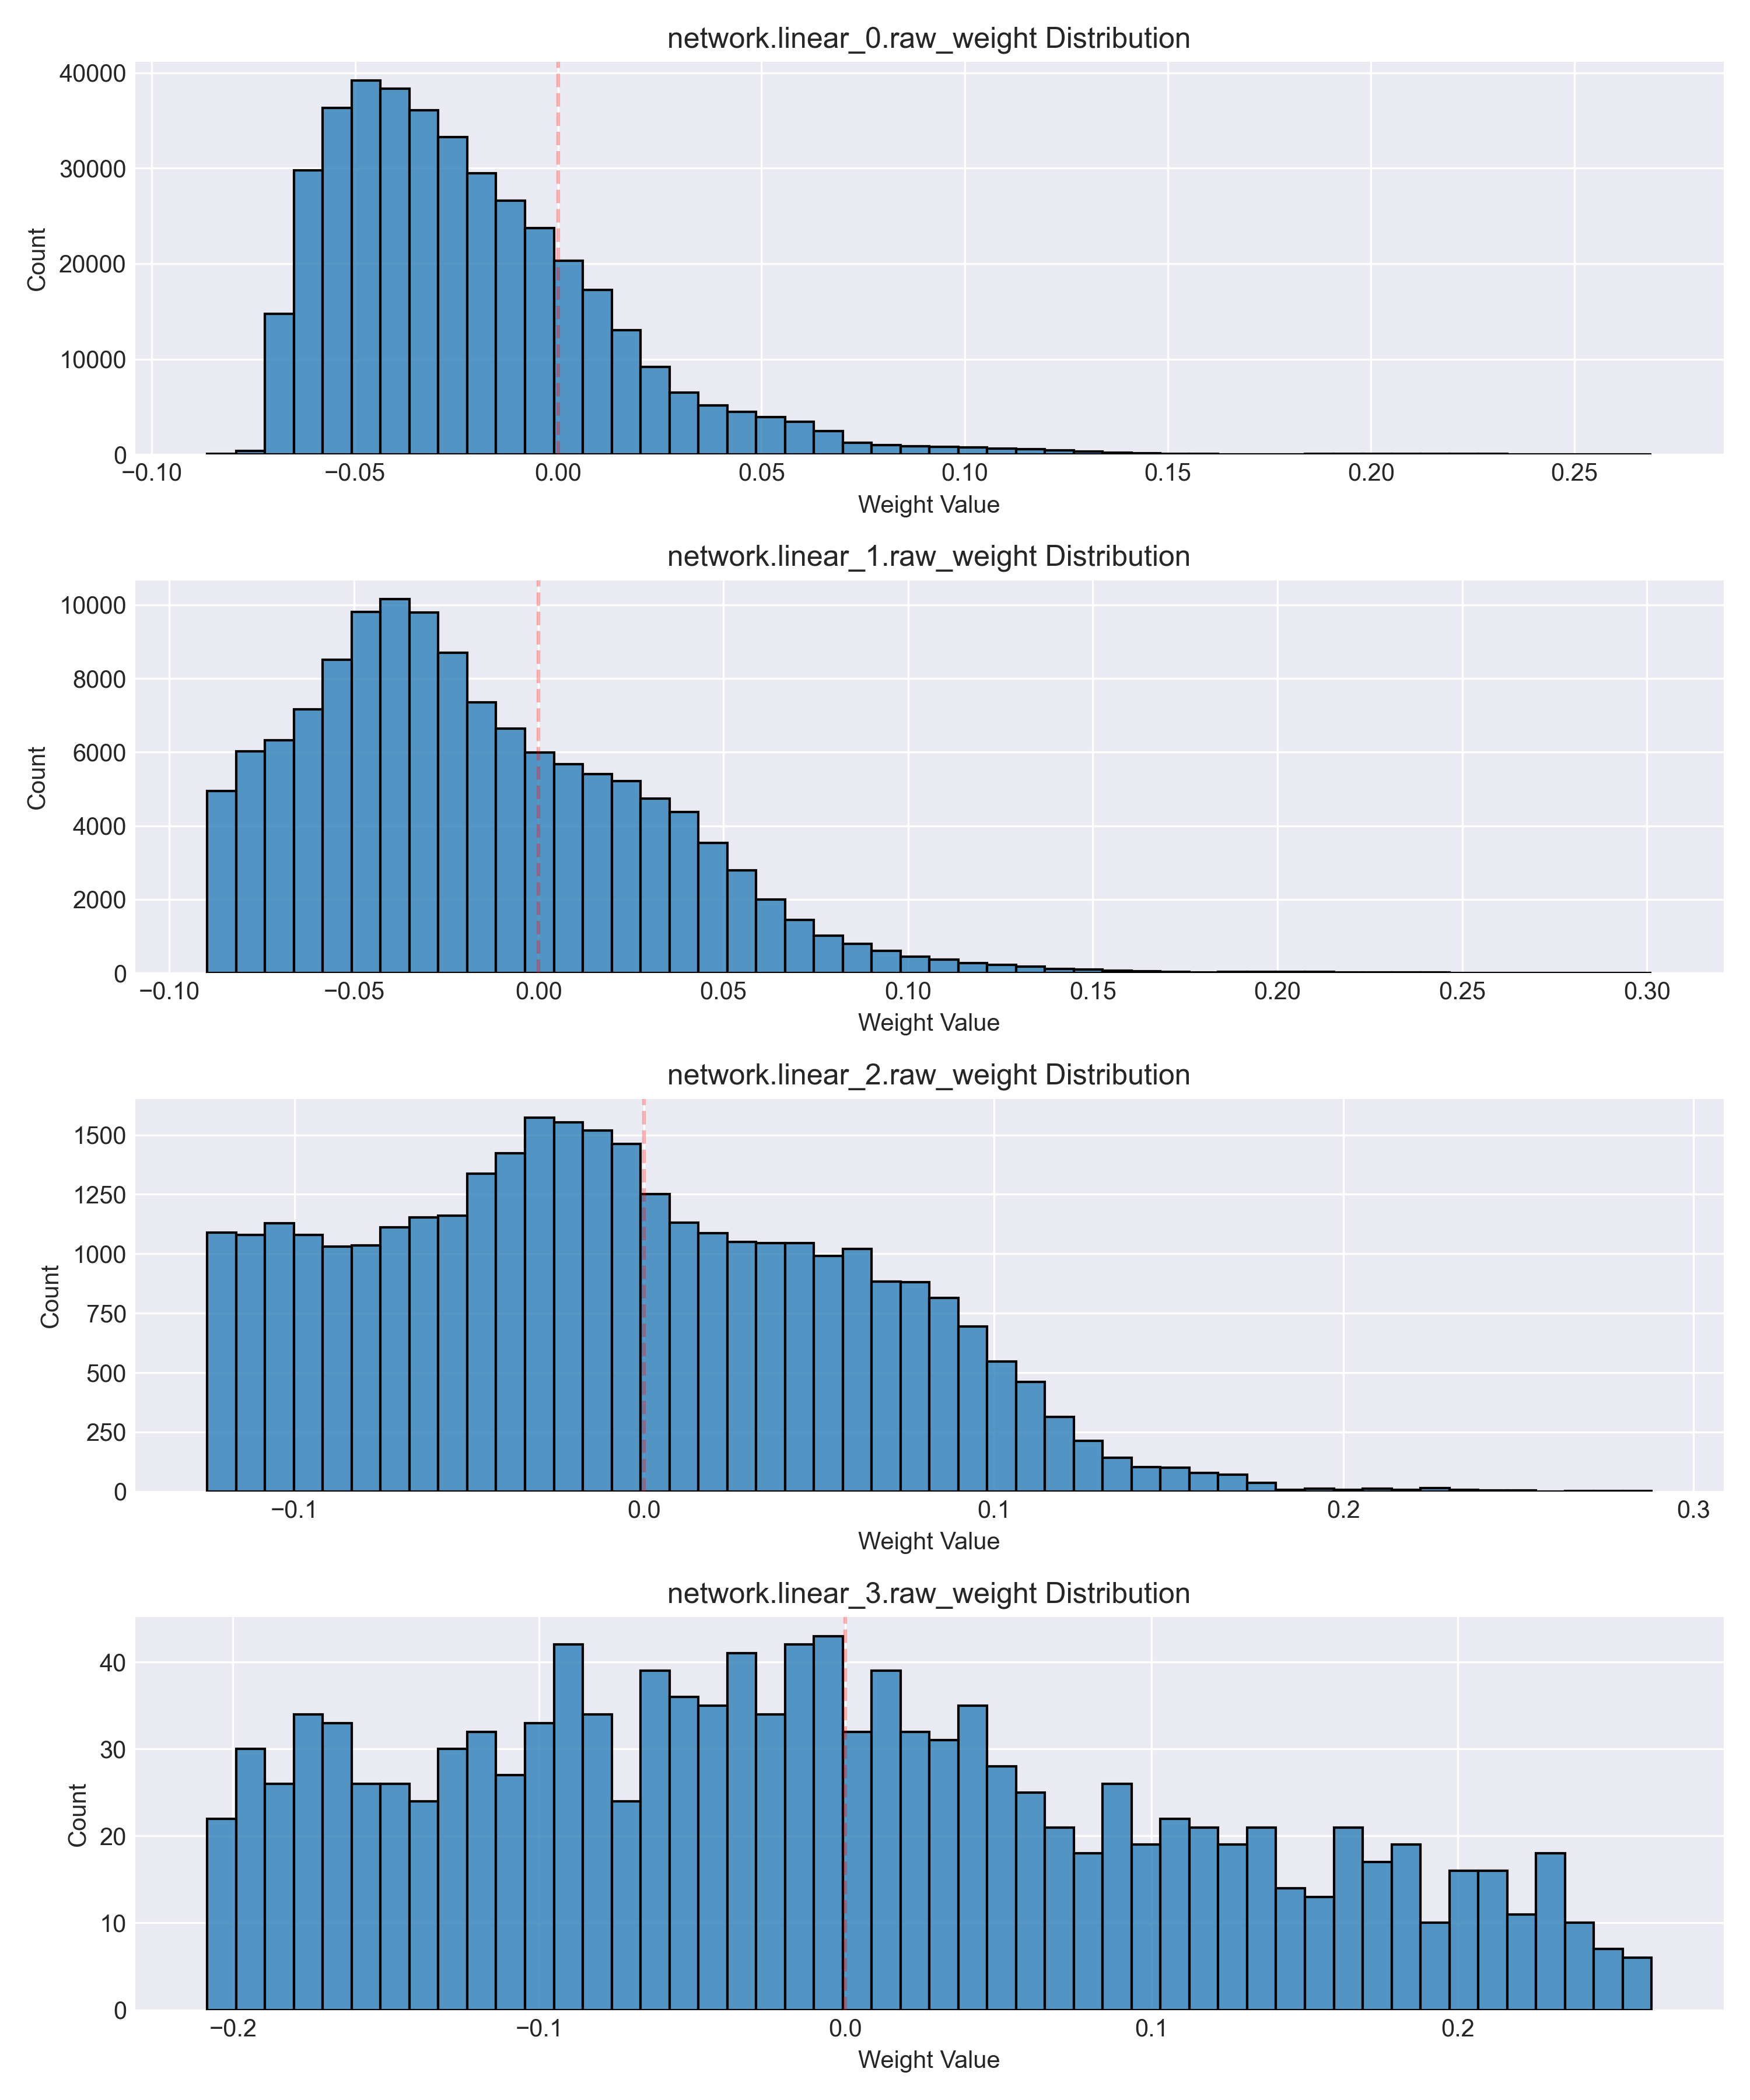 network.linear_0.raw_weight Distribution
40000
30000
20000
10000
0
Count
−0.10 −0.05 0.00 0.05 0.10 0.15 0.20 0.25
Weight Value
network.linear_1.raw_weight Distribution
10000
8000
6000
4000
2000
0
Count
−0.10 −0.05 0.00 0.05 0.10 0.15 0.20 0.25 0.30
Weight Value
network.linear_2.raw_weight Distribution
1500
1250
1000
750
500
250
0
Count
−0.1 0.0 0.1 0.2 0.3
Weight Value
network.linear_3.raw_weight Distribution
40
30
20
10
0
Count
−0.2 −0.1 0.0 0.1 0.2
Weight Value